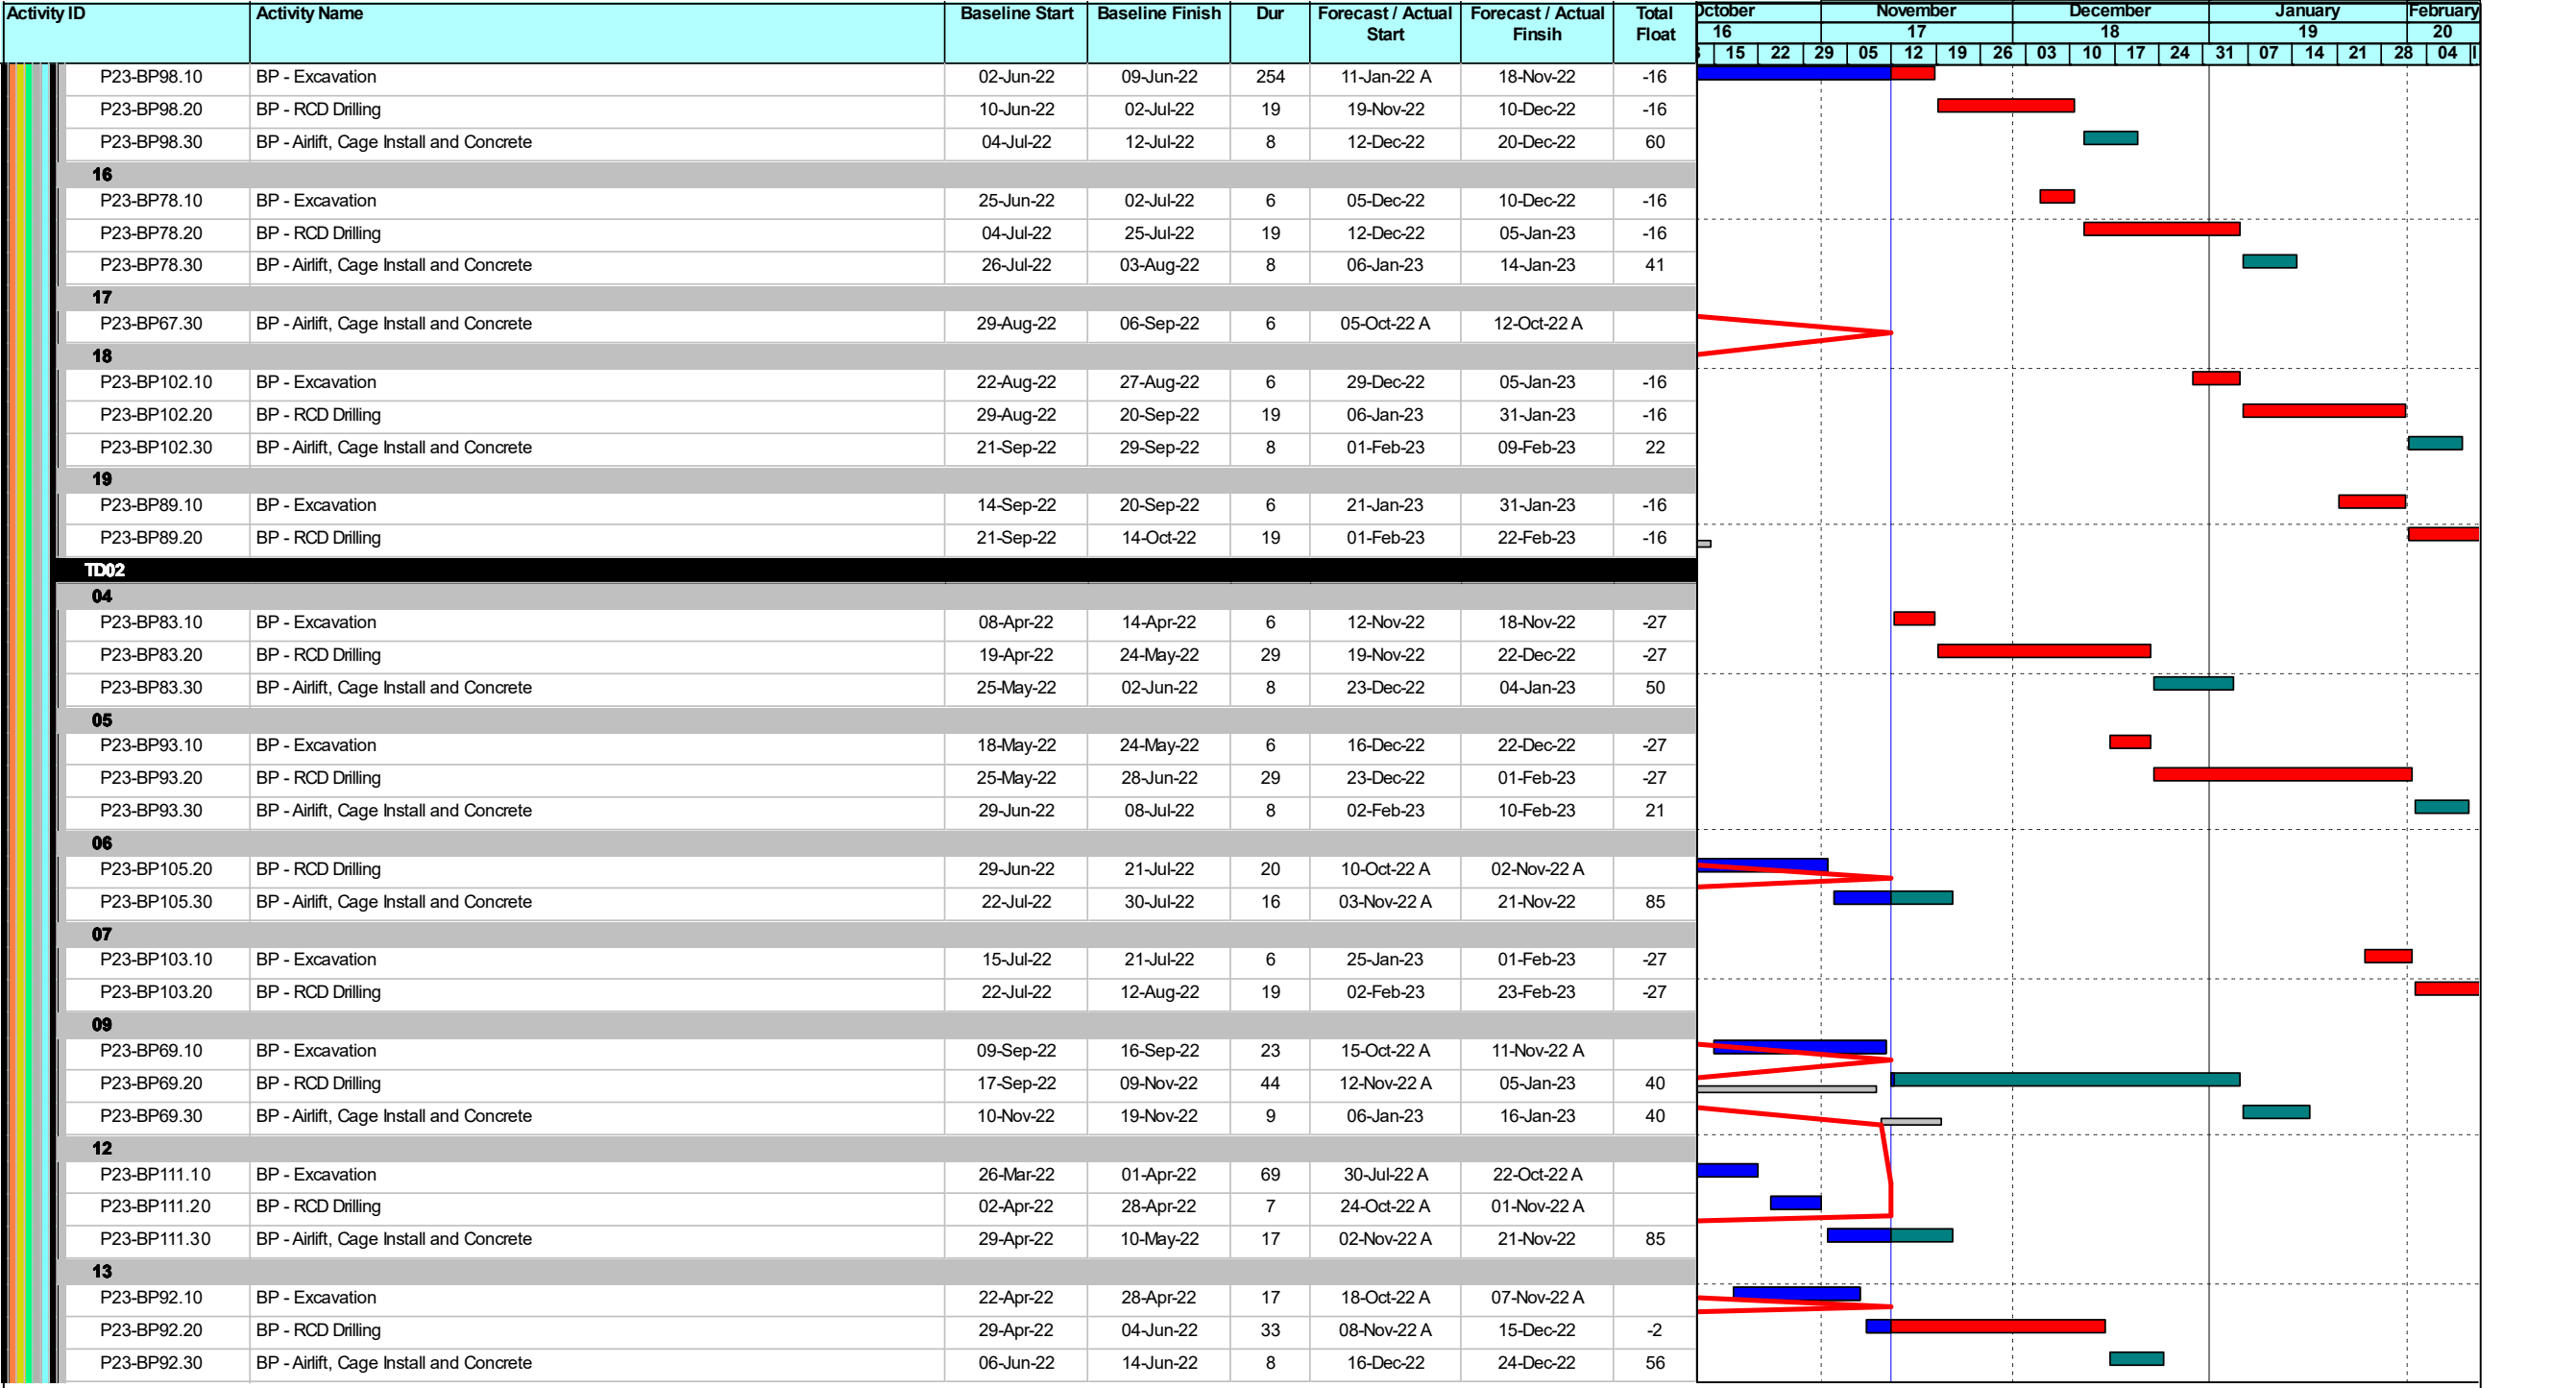 Activity ID Activity Name Baseline Start Baseline Finish Dur Forecast / Actual Start Forecast / Actual Finsih Total Float
October November December January February
16 17 18 19 20
15 22 29 05 12 19 26 03 10 17 24 31 07 14 21 28 04
P23-BP98.10 BP - Excavation 02-Jun-22 09-Jun-22 254 11-Jan-22 A 18-Nov-22 -16
P23-BP98.20 BP - RCD Drilling 10-Jun-22 02-Jul-22 19 19-Nov-22 10-Dec-22 -16
P23-BP98.30 BP - Airlift, Cage Install and Concrete 04-Jul-22 12-Jul-22 8 12-Dec-22 20-Dec-22 60
16
P23-BP78.10 BP - Excavation 25-Jun-22 02-Jul-22 6 05-Dec-22 10-Dec-22 -16
P23-BP78.20 BP - RCD Drilling 04-Jul-22 25-Jul-22 19 12-Dec-22 05-Jan-23 -16
P23-BP78.30 BP - Airlift, Cage Install and Concrete 26-Jul-22 03-Aug-22 8 06-Jan-23 14-Jan-23 41
17
P23-BP67.30 BP - Airlift, Cage Install and Concrete 29-Aug-22 06-Sep-22 6 05-Oct-22 A 12-Oct-22 A
18
P23-BP102.10 BP - Excavation 22-Aug-22 27-Aug-22 6 29-Dec-22 05-Jan-23 -16
P23-BP102.20 BP - RCD Drilling 29-Aug-22 20-Sep-22 19 06-Jan-23 31-Jan-23 -16
P23-BP102.30 BP - Airlift, Cage Install and Concrete 21-Sep-22 29-Sep-22 8 01-Feb-23 09-Feb-23 22
19
P23-BP89.10 BP - Excavation 14-Sep-22 20-Sep-22 6 21-Jan-23 31-Jan-23 -16
P23-BP89.20 BP - RCD Drilling 21-Sep-22 14-Oct-22 19 01-Feb-23 22-Feb-23 -16
TD02
04
P23-BP83.10 BP - Excavation 08-Apr-22 14-Apr-22 6 12-Nov-22 18-Nov-22 -27
P23-BP83.20 BP - RCD Drilling 19-Apr-22 24-May-22 29 19-Nov-22 22-Dec-22 -27
P23-BP83.30 BP - Airlift, Cage Install and Concrete 25-May-22 02-Jun-22 8 23-Dec-22 04-Jan-23 50
05
P23-BP93.10 BP - Excavation 18-May-22 24-May-22 6 16-Dec-22 22-Dec-22 -27
P23-BP93.20 BP - RCD Drilling 25-May-22 28-Jun-22 29 23-Dec-22 01-Feb-23 -27
P23-BP93.30 BP - Airlift, Cage Install and Concrete 29-Jun-22 08-Jul-22 8 02-Feb-23 10-Feb-23 21
06
P23-BP105.20 BP - RCD Drilling 29-Jun-22 21-Jul-22 20 10-Oct-22 A 02-Nov-22 A
P23-BP105.30 BP - Airlift, Cage Install and Concrete 22-Jul-22 30-Jul-22 16 03-Nov-22 A 21-Nov-22 85
07
P23-BP103.10 BP - Excavation 15-Jul-22 21-Jul-22 6 25-Jan-23 01-Feb-23 -27
P23-BP103.20 BP - RCD Drilling 22-Jul-22 12-Aug-22 19 02-Feb-23 23-Feb-23 -27
09
P23-BP69.10 BP - Excavation 09-Sep-22 16-Sep-22 23 15-Oct-22 A 11-Nov-22 A
P23-BP69.20 BP - RCD Drilling 17-Sep-22 09-Nov-22 44 12-Nov-22 A 05-Jan-23 40
P23-BP69.30 BP - Airlift, Cage Install and Concrete 10-Nov-22 19-Nov-22 9 06-Jan-23 16-Jan-23 40
12
P23-BP111.10 BP - Excavation 26-Mar-22 01-Apr-22 69 30-Jul-22 A 22-Oct-22 A
P23-BP111.20 BP - RCD Drilling 02-Apr-22 28-Apr-22 7 24-Oct-22 A 01-Nov-22 A
P23-BP111.30 BP - Airlift, Cage Install and Concrete 29-Apr-22 10-May-22 17 02-Nov-22 A 21-Nov-22 85
13
P23-BP92.10 BP - Excavation 22-Apr-22 28-Apr-22 17 18-Oct-22 A 07-Nov-22 A
P23-BP92.20 BP - RCD Drilling 29-Apr-22 04-Jun-22 33 08-Nov-22 A 15-Dec-22 -2
P23-BP92.30 BP - Airlift, Cage Install and Concrete 06-Jun-22 14-Jun-22 8 16-Dec-22 24-Dec-22 56